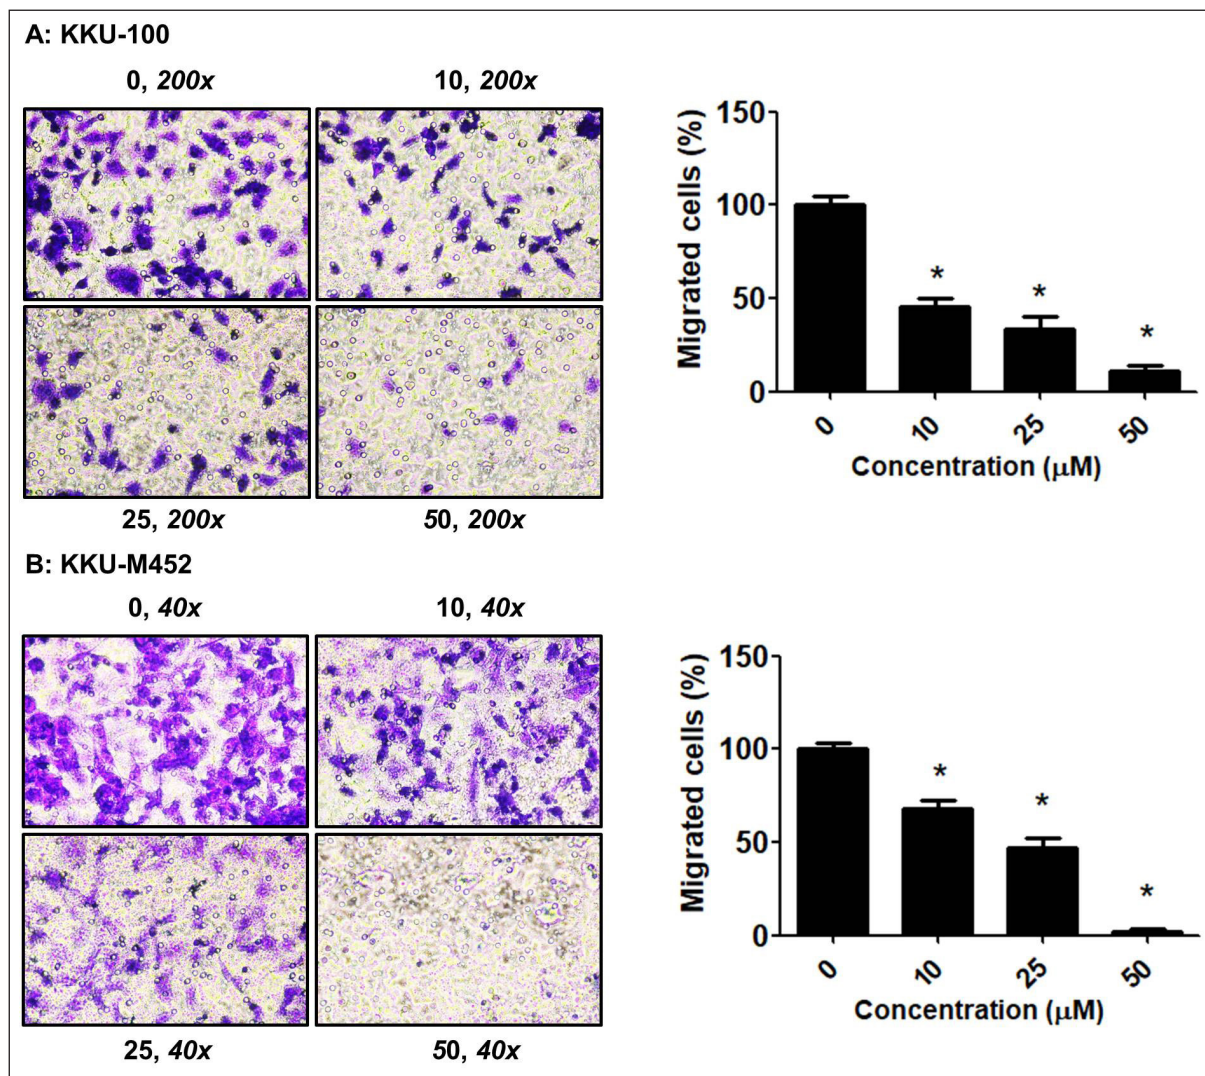 A: KKU-100
0, 200x
10, 200x
25, 200x
50, 200x
Migrated cells (%)
150
100
50
0
*
*
*
0
10
25
50
Concentration (μM)
B: KKU-M452
0, 40x
10, 40x
25, 40x
50, 40x
Migrated cells (%)
150
100
50
0
*
*
*
0
10
25
50
Concentration (μM)